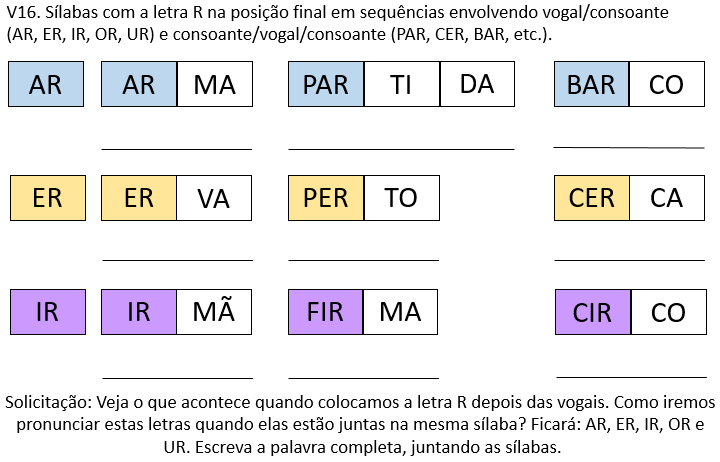 V16. Sílabas com a letra R na posição final em sequências envolvendo vogal/consoante
(AR, ER, IR, OR, UR) e consoante/vogal/consoante (PAR, CER, BAR, etc.).
AR AR MA PAR TI DA BAR CO
ER ER VA PER TO CER CA
IR IR MÃ FIR MA CIR CO
Solicitação: Veja o que acontece quando colocamos a letra R depois das vogais. Como iremos
pronunciar estas letras quando elas estão juntas na mesma sílaba? Ficará: AR, ER, IR, OR e
UR. Escreva a palavra completa, juntando as sílabas.